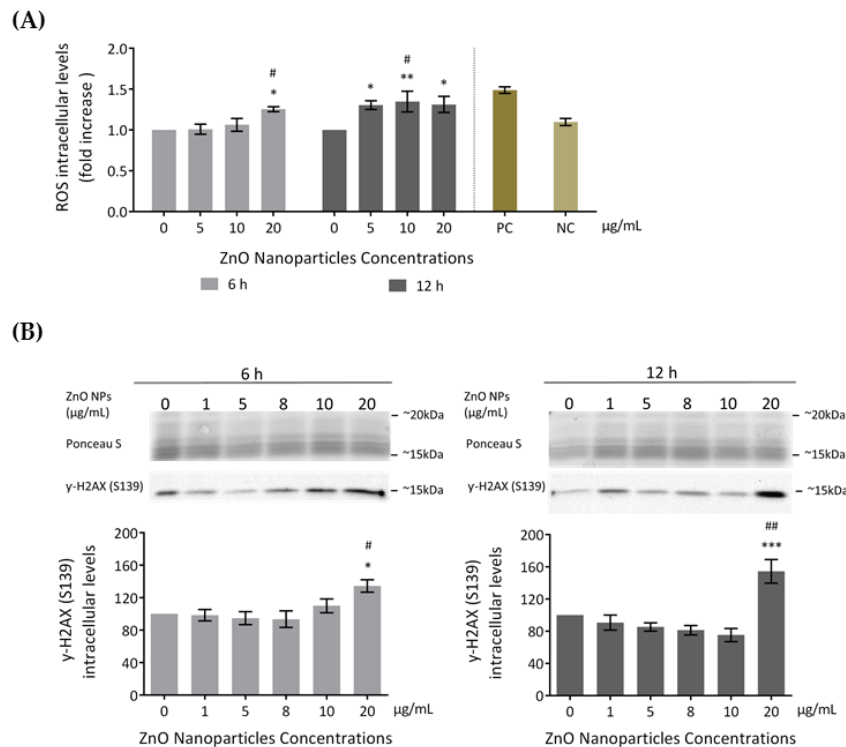 (A)
ROS intracellular levels
(fold increase )
2.0
1.5
1.0
0.5
0.0
#
*
*
#
**
*
0 5 10 20 0 5 10 20 PC NC μg/mL
ZnO Nanoparticles Concentrations
6 h 12 h
(B)
6 h
ZnO NPs
(μg/mL)
0 1 5 8 10 20
~20kDa
Ponceau S
~15kDa
γ-H2AX (S139)
~15kDa
γ-H2AX (S139)
intracellular levels
200
160
120
80
40
0
#
*
0 1 5 8 10 20 μg/mL
ZnO Nanoparticles Concentrations
12 h
ZnO NPs
(μg/mL)
0 1 5 8 10 20
~20kDa
Ponceau S
~15kDa
γ-H2AX (S139)
~15kDa
γ-H2AX (S139)
intracellular levels
200
160
120
80
40
0
##
***
0 1 5 8 10 20 μg/mL
ZnO Nanoparticles Concentrations